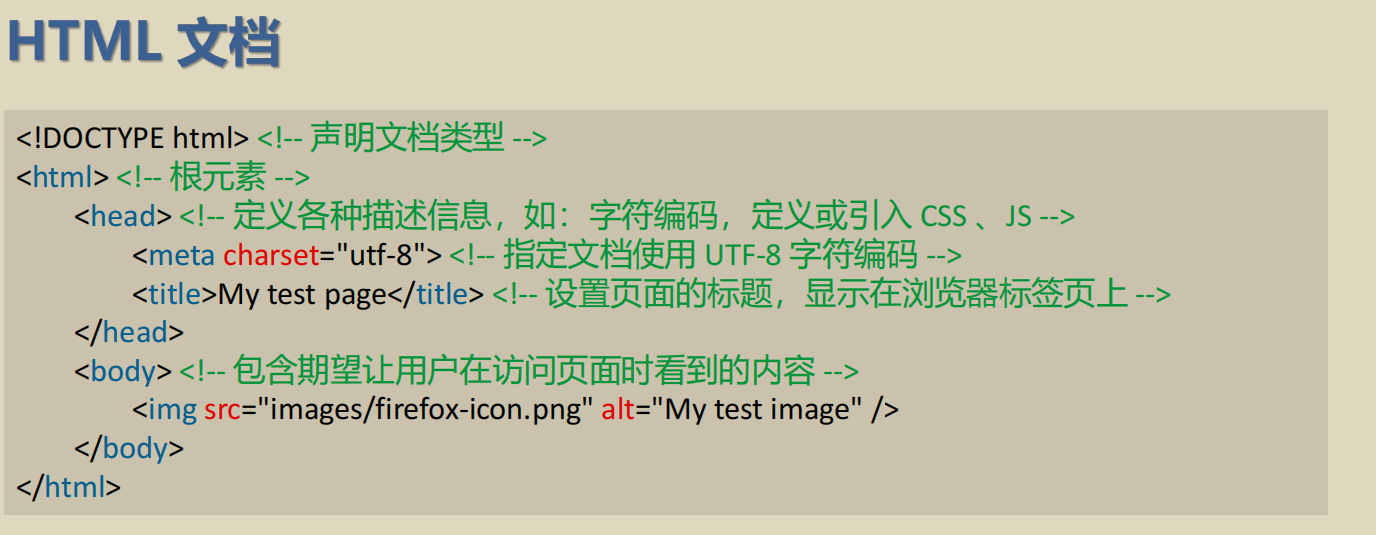 HTML 文档
<!DOCTYPE html> <!-- 声明文档类型 -->
<html> <!-- 根元素 -->
<head> <!-- 定义各种描述信息，如：字符编码，定义或引入 CSS 、JS -->
<meta charset="utf-8"> <!-- 指定文档使用 UTF-8 字符编码 -->
<title>My test page</title> <!-- 设置页面的标题，显示在浏览器标签页上 -->
</head>
<body> <!-- 包含期望让用户在访问页面时看到的内容 -->
<img src="images/firefox-icon.png" alt="My test image" />
</body>
</html>